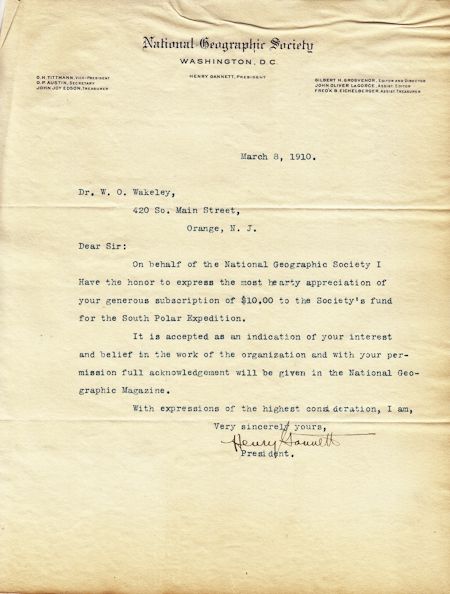 National Geographic Society
WASHINGTON, D.C.
HENRY GANNETT, PRESIDENT
O. H. TITTMANN, VICE-PRESIDENT
O. P. AUSTIN, SECRETARY
JOHN JOY EDSON, TREASURER
GILBERT H. GROSVENOR, EDITOR AND DIRECTOR
JOHN OLIVER LAGORCE, ASSIST. EDITOR
FRED'K B. EICHELBERGER, ASSIST. TREASURER
March 8, 1910.
Dr. W. O. Wakeley,
420 So. Main Street,
Orange, N. J.
Dear Sir:
On behalf of the National Geographic Society I
Have the honor to express the most hearty appreciation of
your generous subscription of $10.00 to the Society's fund
for the South Polar Expedition.
It is accepted as an indication of your interest
and belief in the work of the organization and with your per-
mission full acknowledgement will be given in the National Geo-
graphic Magazine.
With expressions of the highest consideration, I am,
Very sincerely yours,
Henry Gannett
President.